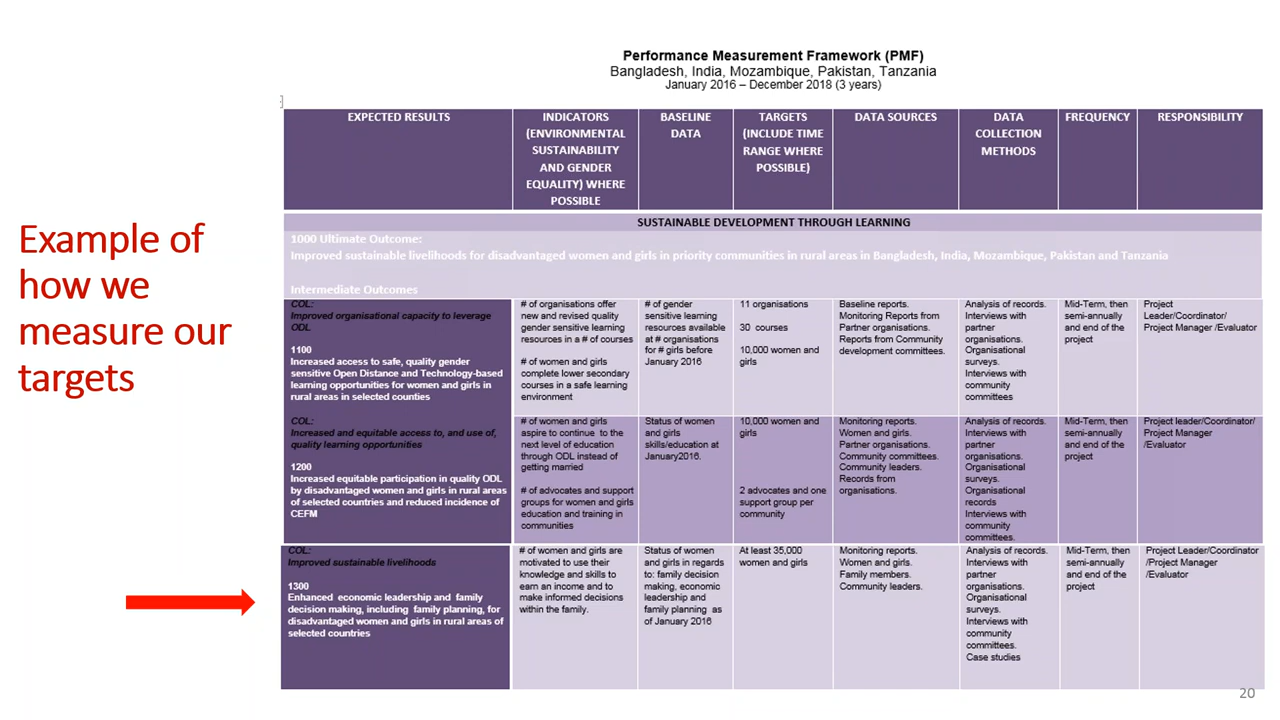 Performance Measurement Framework (PMF)
Bangladesh, India, Mozambique, Pakistan, Tanzania
January 2016 – December 2018 (3 years)
Example of
how we
measure our
targets
EXPECTED RESULTS
INDICATORS
(ENVIRONMENTAL
SUSTAINABILITY
AND GENDER
EQUALITY) WHERE
POSSIBLE
BASELINE
DATA
TARGETS
(INCLUDE TIME
RANGE WHERE
POSSIBLE)
DATA SOURCES
DATA
COLLECTION
METHODS
FREQUENCY
RESPONSIBILITY
SUSTAINABLE DEVELOPMENT THROUGH LEARNING
1000 Ultimate Outcome:
Improved sustainable livelihoods for disadvantaged women and girls in priority communities in rural areas in Bangladesh, India, Mozambique, Pakistan and Tanzania
Intermediate Outcomes
COL:
Improved organisational capacity to leverage
ODL
1100
Increased access to safe, quality gender
sensitive Open Distance and Technology-based
learning opportunities for women and girls in
rural areas in selected counties
# of organisations offer
new and revised quality
gender sensitive learning
resources in a # of courses
# of women and girls
complete lower secondary
courses in a safe learning
environment
# of gender
sensitive learning
resources available
at # organisations
for # girls before
January 2016
11 organisations
30 courses
10,000 women and
girls
Baseline reports.
Monitoring Reports from
Partner organisations.
Reports from Community
development committees.
Analysis of records.
Interviews with
partner
organisations.
Organisational
surveys.
Interviews with
community
committees
Mid-Term, then
semi-annually
and end of the
project
Project
Leader/Coordinator/
Project Manager /Evaluator
COL:
Increased and equitable access to, and use of,
quality learning opportunities
1200
Increased equitable participation in quality ODL
by disadvantaged women and girls in rural areas
of selected countries and reduced incidence of
CEFM
# of women and girls
aspire to continue to the
next level of education
through ODL instead of
getting married
# of advocates and support
groups for women and girls
education and training in
communities
Status of women
and girls
skills/education at
January2016.
10,000 women and
girls
2 advocates and one
support group per
community
Monitoring reports.
Women and girls.
Partner organisations.
Community committees.
Community leaders.
Records from
organisations.
Analysis of records.
Interviews with
partner
organisations.
Organisational
surveys.
Organisational
records
Interviews with
community
committees.
Mid-Term, then
semi-annually
and end of the
project
Project leader/Coordinator/
Project Manager
/Evaluator
COL:
Improved sustainable livelihoods
1300
Enhanced economic leadership and family
decision making, including family planning, for
disadvantaged women and girls in rural areas of
selected countries
# of women and girls are
motivated to use their
knowledge and skills to
earn an income and to
make informed decisions
within the family.
Status of women
and girls in regards
to: family decision
making, economic
leadership and
family planning as
of January 2016
At least 35,000
women and girls
Monitoring reports.
Women and girls.
Family members.
Community leaders.
Analysis of records.
Interviews with
partner
organisations.
Organisational
surveys.
Interviews with
community
committees.
Case studies
Mid-Term, then
semi-annually
and end of the
project
Project Leader/Coordinator
/Project Manager
/Evaluator
20